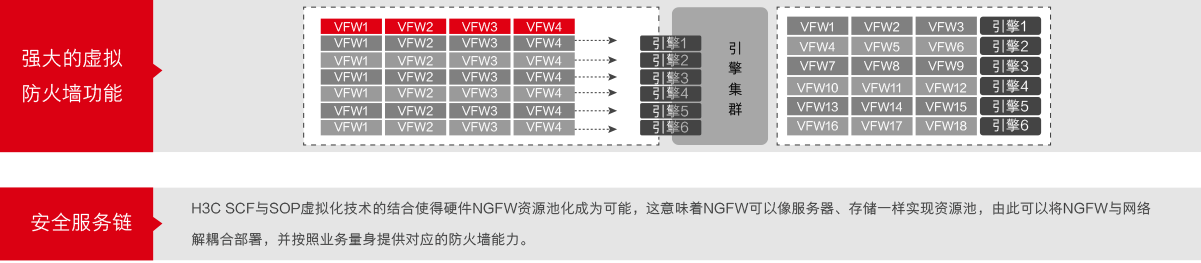 强大的虚拟
防火墙功能
VFW1 VFW2 VFW3 VFW4
VFW1 VFW2 VFW3 VFW4
VFW1 VFW2 VFW3 VFW4
VFW1 VFW2 VFW3 VFW4
VFW1 VFW2 VFW3 VFW4
VFW1 VFW2 VFW3 VFW4
VFW1 VFW2 VFW3 VFW4
引擎1
引擎2
引擎3
引擎4
引擎5
引擎6
引擎集群
VFW1 VFW2 VFW3 引擎1
VFW4 VFW5 VFW6 引擎2
VFW7 VFW8 VFW9 引擎3
VFW10 VFW11 VFW12 引擎4
VFW13 VFW14 VFW15 引擎5
VFW16 VFW17 VFW18 引擎6
安全服务链
H3C SCF与SOP虚拟化技术的结合使得硬件NGFW资源池化成为可能，这意味着NGFW可以像服务器、存储一样实现资源池，由此可以将NGFW与网络
解耦合部署，并按照业务量身提供对应的防火墙能力。